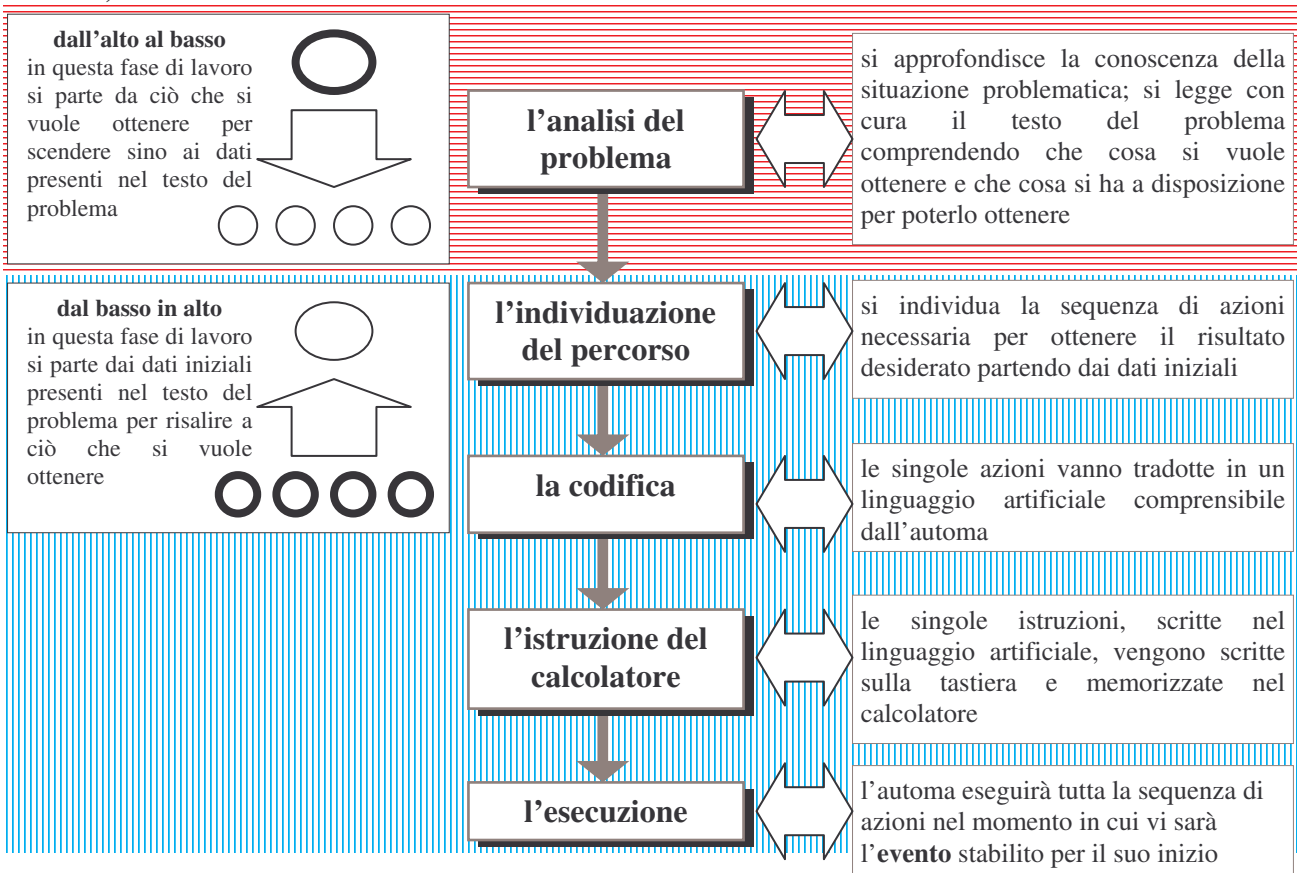 dall'alto al basso
in questa fase di lavoro
si parte da ciò che si
vuole ottenere per
scendere sino ai dati
presenti nel testo del
problema
l'analisi del
problema
si approfondisce la conoscenza della
situazione problematica; si legge con
cura il testo del problema
comprendendo che cosa si vuole
ottenere e che cosa si ha a disposizione
per poterlo ottenere
dal basso in alto
in questa fase di lavoro
si parte dai dati iniziali
presenti nel testo del
problema per risalire a
ciò che si vuole
ottenere
l'individuazione
del percorso
si individua la sequenza di azioni
necessaria per ottenere il risultato
desiderato partendo dai dati iniziali
la codifica
le singole azioni vanno tradotte in un
linguaggio artificiale comprensibile
dall'automa
l'istruzione del
calcolatore
le singole istruzioni, scritte nel
linguaggio artificiale, vengono scritte
sulla tastiera e memorizzate nel
calcolatore
l'esecuzione
l'automa eseguirà tutta la sequenza di
azioni nel momento in cui vi sarà
l'evento stabilito per il suo inizio